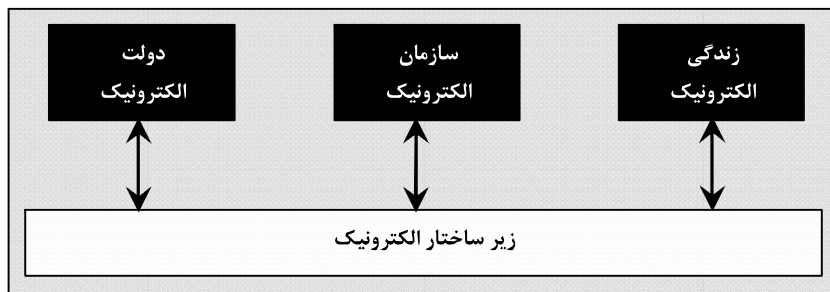 زندگی
الکترونیک
سازمان
الکترونیک
دولت
الکترونیک
زیر ساختار الکترونیک